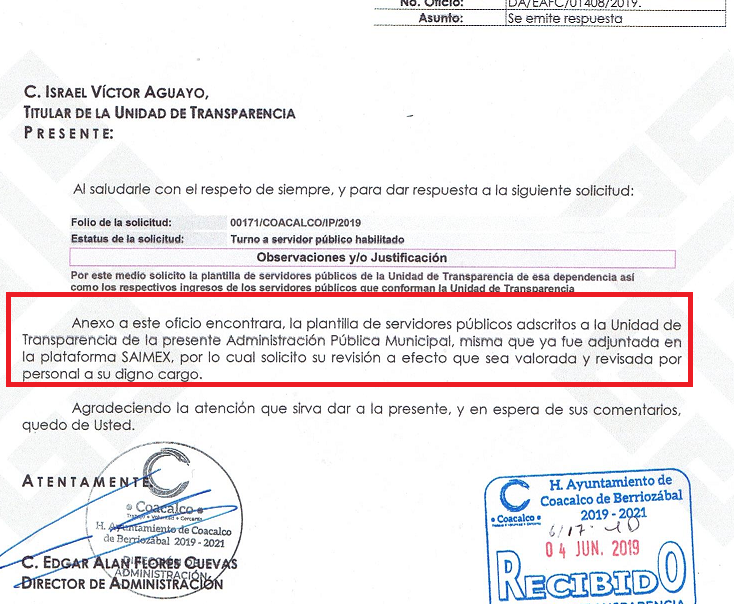 No. Oficio: DA/EAFC/01408/2019.
Asunto: Se emite respuesta
C. ISRAEL VÍCTOR AGUAYO,
TITULAR DE LA UNIDAD DE TRANSPARENCIA
PRESENTE:
Al saludarle con el respeto de siempre, y para dar respuesta a la siguiente solicitud:
Folio de la solicitud: 00171/COACALCO/IP/2019
Estatus de la solicitud: Turno a servidor público habilitado
Observaciones y/o Justificación
Por este medio solicito la plantilla de servidores públicos de la Unidad de Transparencia de esa dependencia así
como los respectivos ingresos de los servidores públicos que conforman la Unidad de Transparencia
Anexo a este oficio encontrara, la plantilla de servidores públicos adscritos a la Unidad de
Transparencia de la presente Administración Pública Municipal, misma que ya fue adjuntada en
la plataforma SAIMEX, por lo cual solicito su revisión a efecto que sea valorada y revisada por
personal a su digno cargo.
Agradeciendo la atención que sirva dar a la presente, y en espera de sus comentarios,
quedo de Usted.
ATENTAMENTE
Coacalco
H. Ayuntamiento de Coacalco
de Berriozábal 2019 - 2021
DIRECCIÓN DE
ADMINISTRACIÓN
C. EDGAR ALAN FLORES CUEVAS
DIRECTOR DE ADMINISTRACIÓN
Coacalco
H. Ayuntamiento de
Coacalco de Berriozábal
2019 - 2021
04 JUN. 2019
RECIBIDO
TRANSPARENCIA